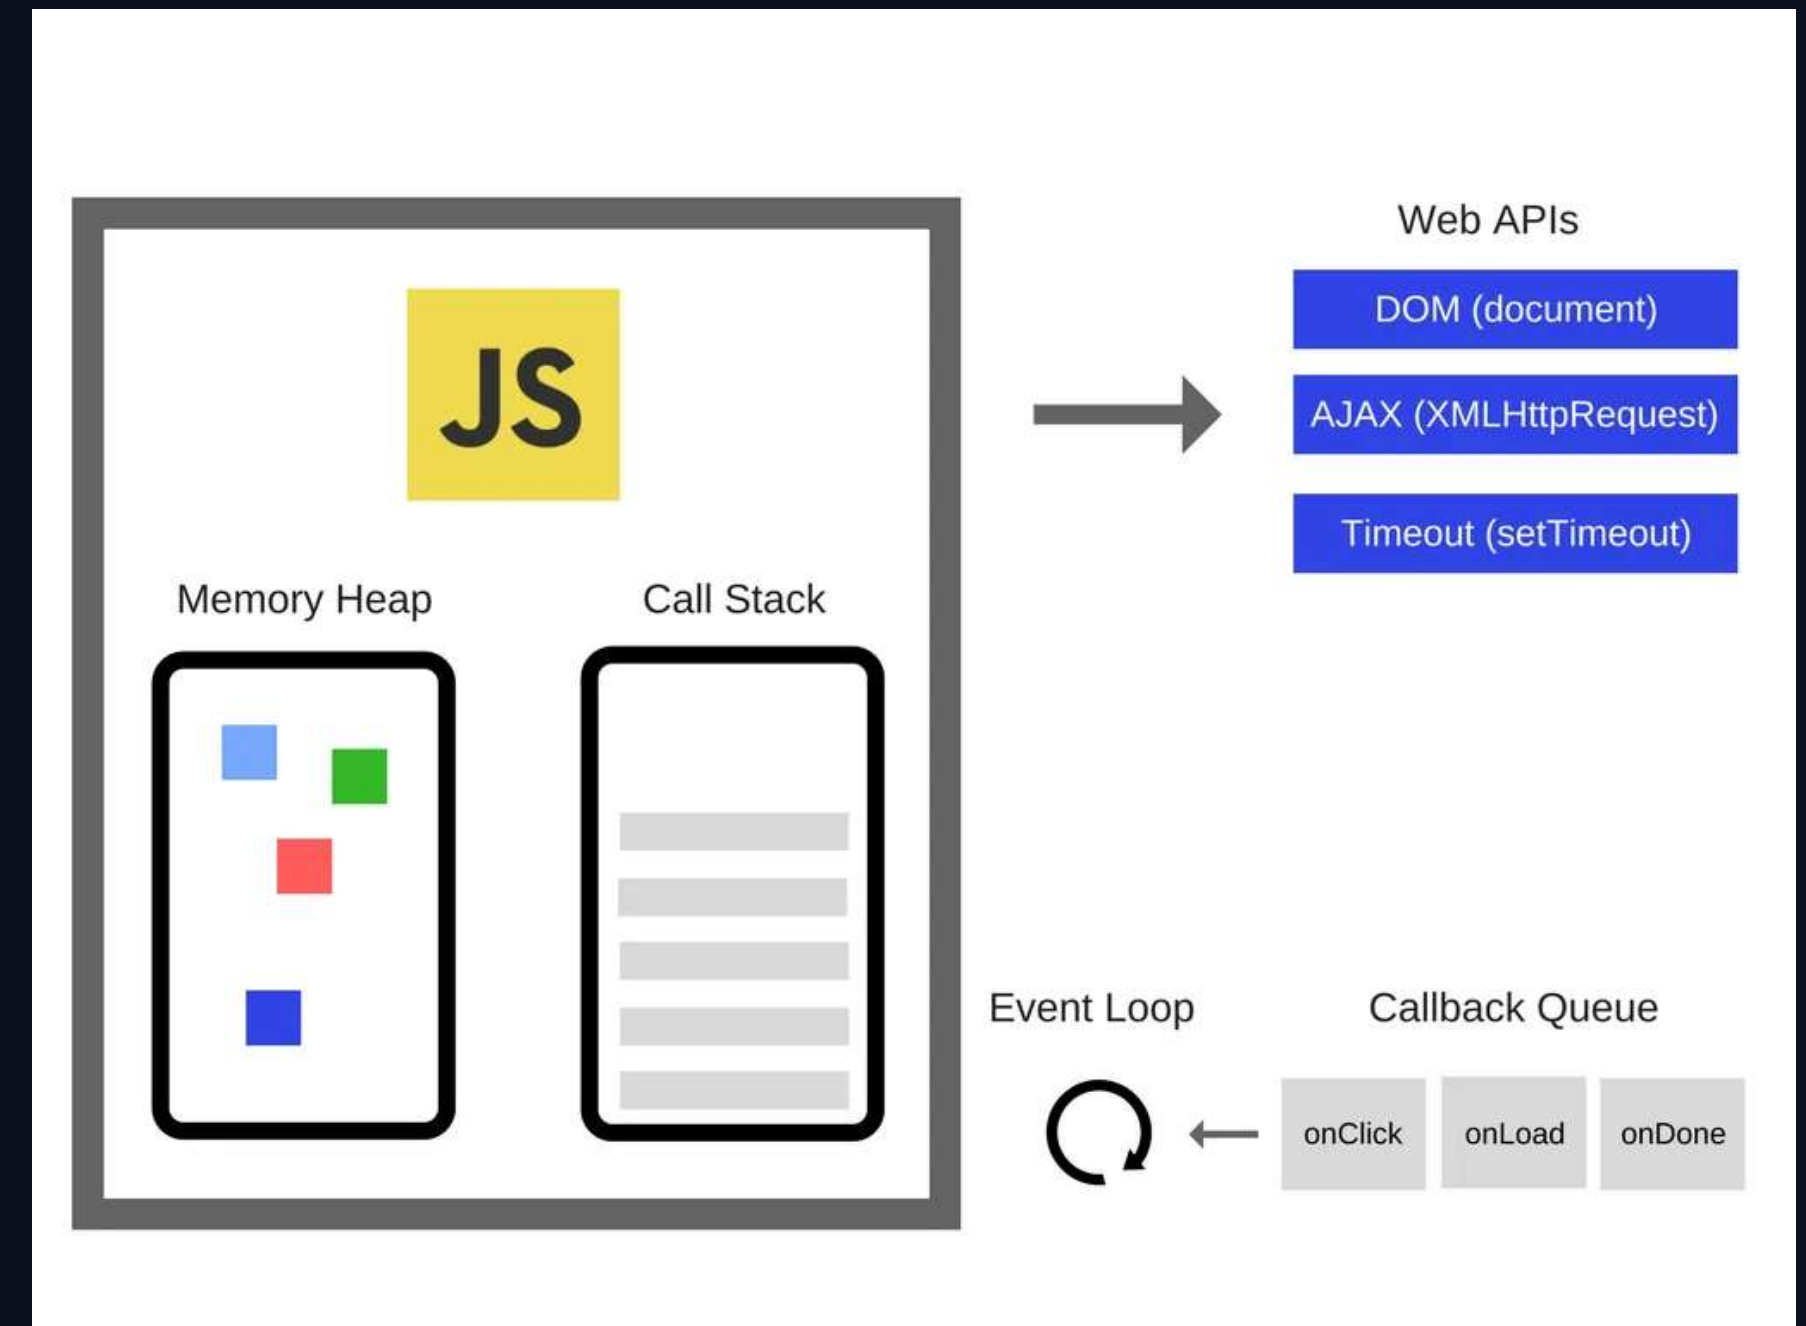 JS
Memory Heap
Call Stack
Web APIs
DOM (document)
AJAX (XMLHttpRequest)
Timeout (setTimeout)
Event Loop
Callback Queue
onClick
onLoad
onDone